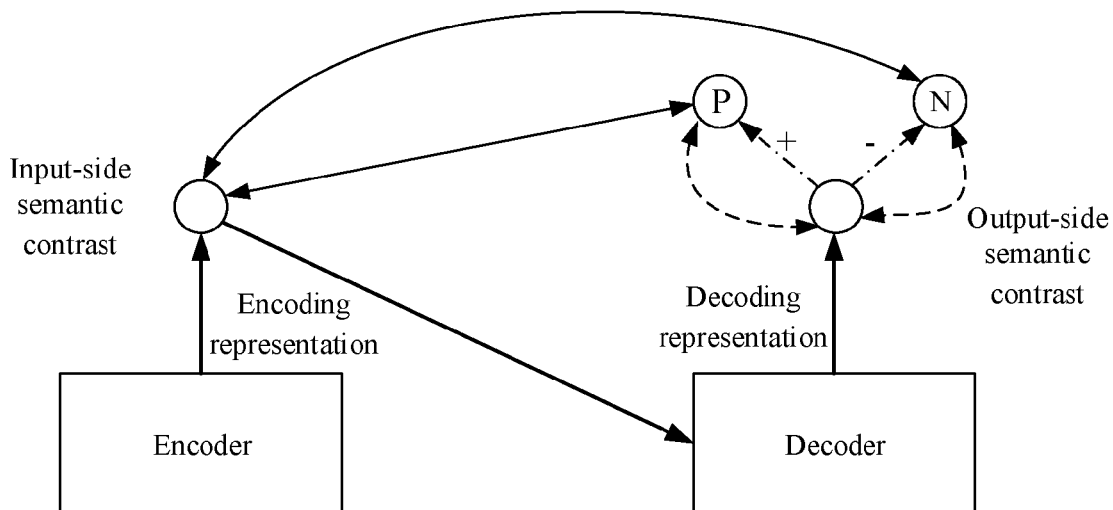 P
N
+
-
Input-side
semantic
contrast
Output-side
semantic
contrast
Encoding
representation
Decoding
representation
Encoder
Decoder